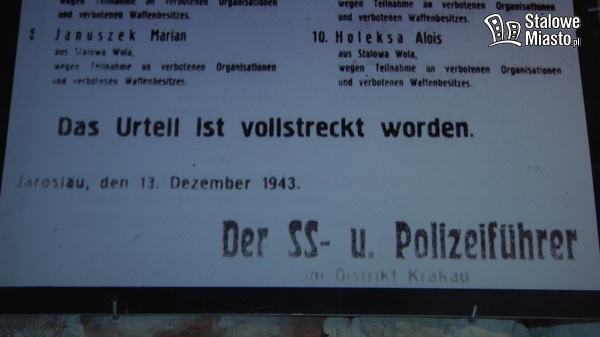 wegen Teilnahme an verbotenen Organisationen
und verbotenen Waffenbesitzes.
Januszek Marian
aus Stalowa Wola,
wegen Teilnahme an verbotenen Organisationen
und verbotenen Waffenbesitzes.
wegen Teilnahme an verbotenen Organisationen
und verbotenen Waffenbesitzes.
10. Holeksa Alois
aus Stalowa Wola,
wegen Teilnahme an verbotenen Organisationen
und verbotenen Waffenbesitzes.
Das Urteil ist vollstreckt worden.
Jaroslau, den 13. Dezember 1943.
Der SS- u. Polizeiführer
im Distrikt Krakau
Stalowe
Miasto.pl